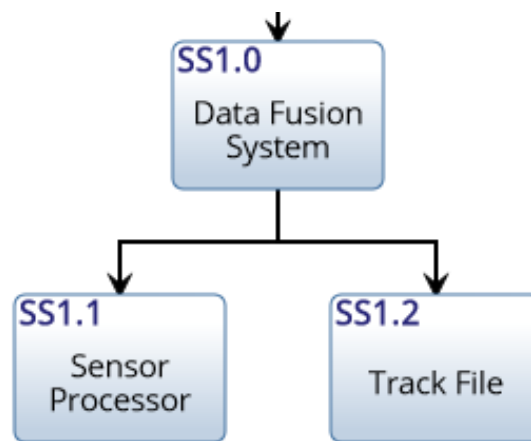 SS1.0
Data Fusion
System
SS1.1
Sensor
Processor
SS1.2
Track File